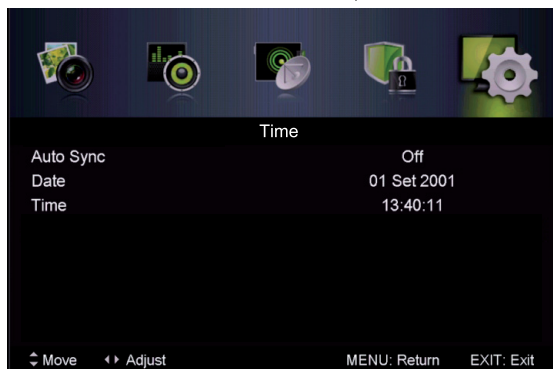 Time
Auto Sync Off
Date 01 Set 2001
Time 13:40:11
Move Adjust MENU: Return EXIT: Exit